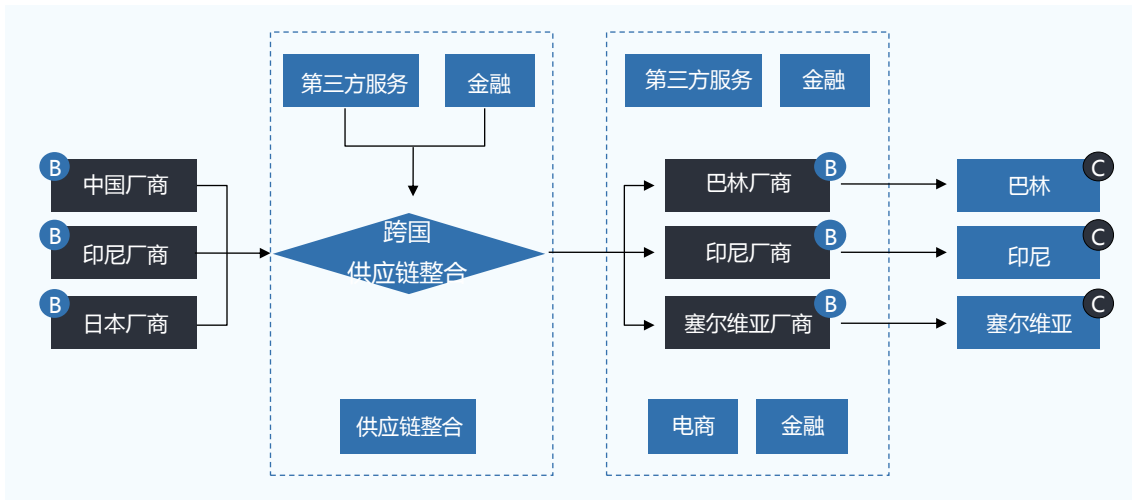 第三方服务
金融
第三方服务
金融
B
中国厂商
B
印尼厂商
B
日本厂商
跨国
供应链整合
巴林厂商
B
印尼厂商
B
塞尔维亚厂商
B
巴林
C
印尼
C
塞尔维亚
C
供应链整合
电商
金融